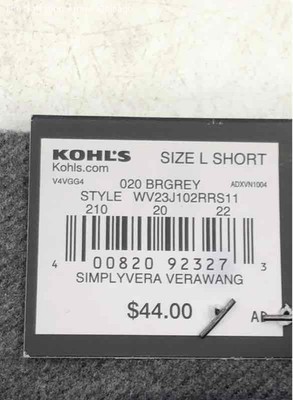 KOHL'S SIZE L SHORT
Kohls.com
V4VGG4 020 BRGREY ADXVN1004
STYLE WV23J102RRS11
210 20 22
4 00820 92327 3
SIMPLYVERA VERAWANG
$44.00